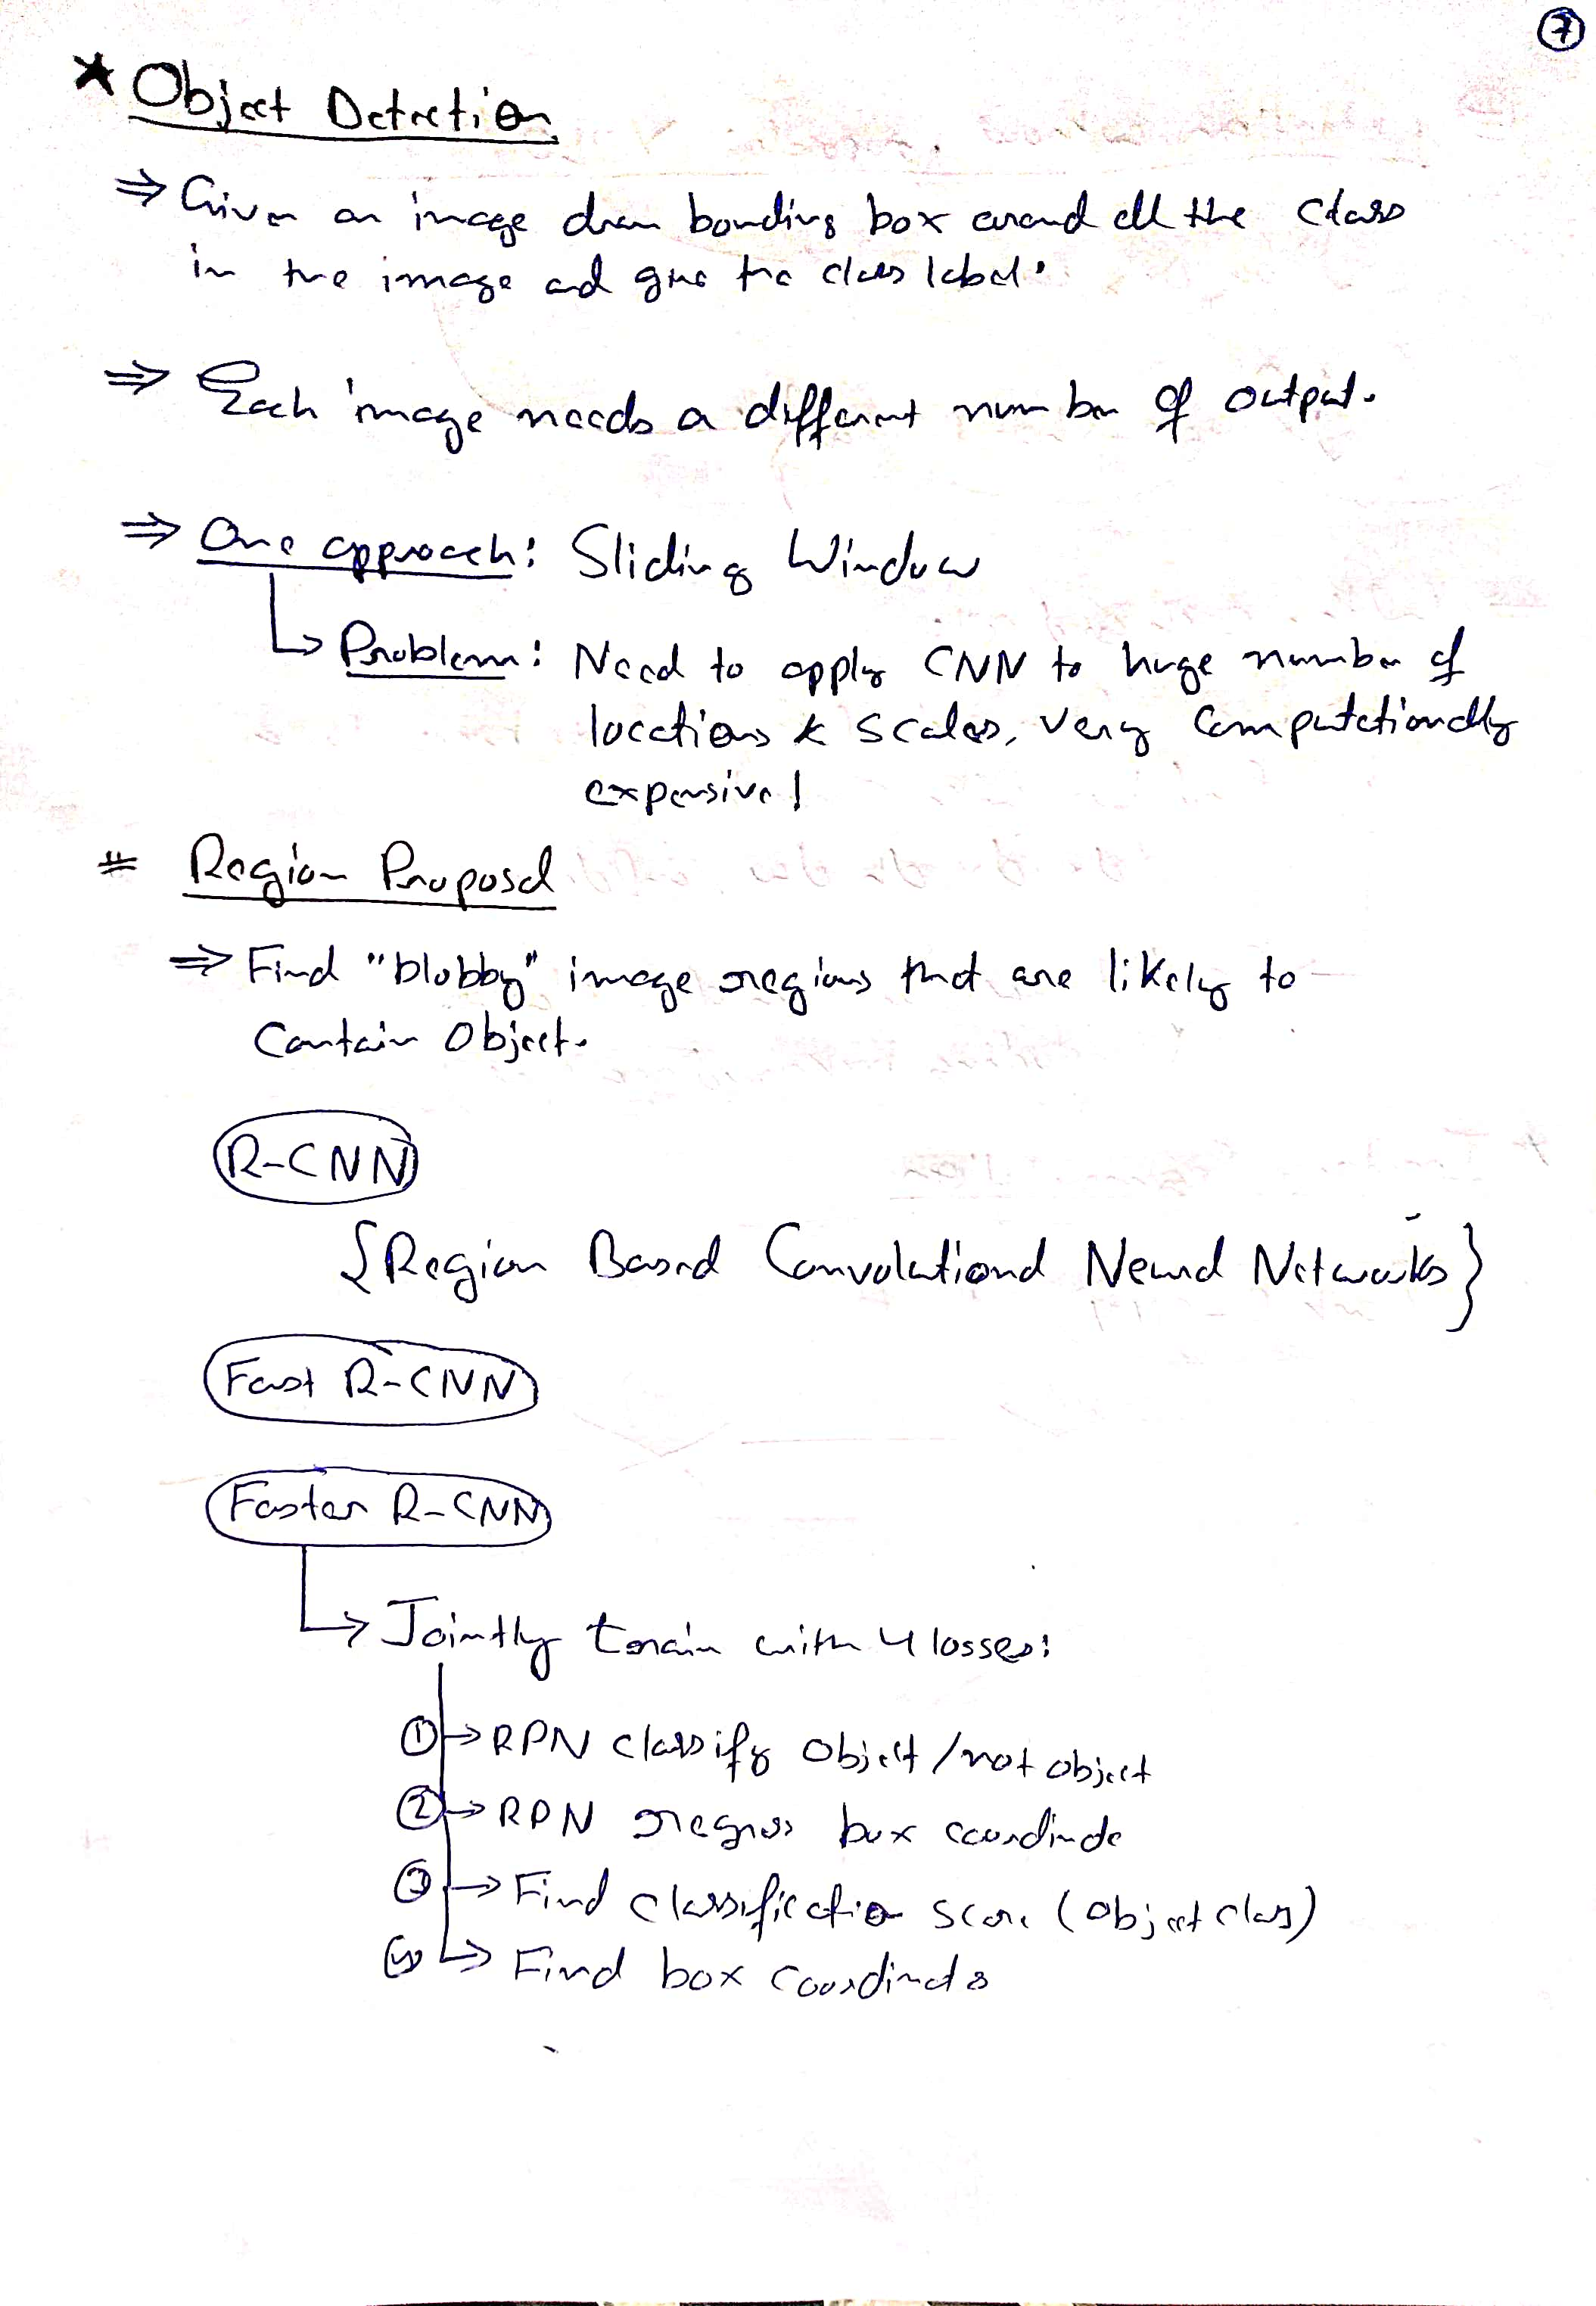 7
* Object Detection
⇒ Given an image draw bounding box around all the class
in the image and give the class label.
⇒ Each image needs a different number of output.
⇒ One approach: Sliding Window
↳ Problem: Need to apply CNN to huge number of
locations & scales, very computationally
expensive!
# Region Proposal
⇒ Find "blobby" image regions that are likely to
contain object.
R-CNN
{Region Based Convolutional Neural Networks}
Fast R-CNN
Faster R-CNN
↳ Jointly train with 4 losses:
① → RPN classify object / not object
② → RPN regress box coordinate
③ → Find classification score (object class)
④ → Find box coordinates